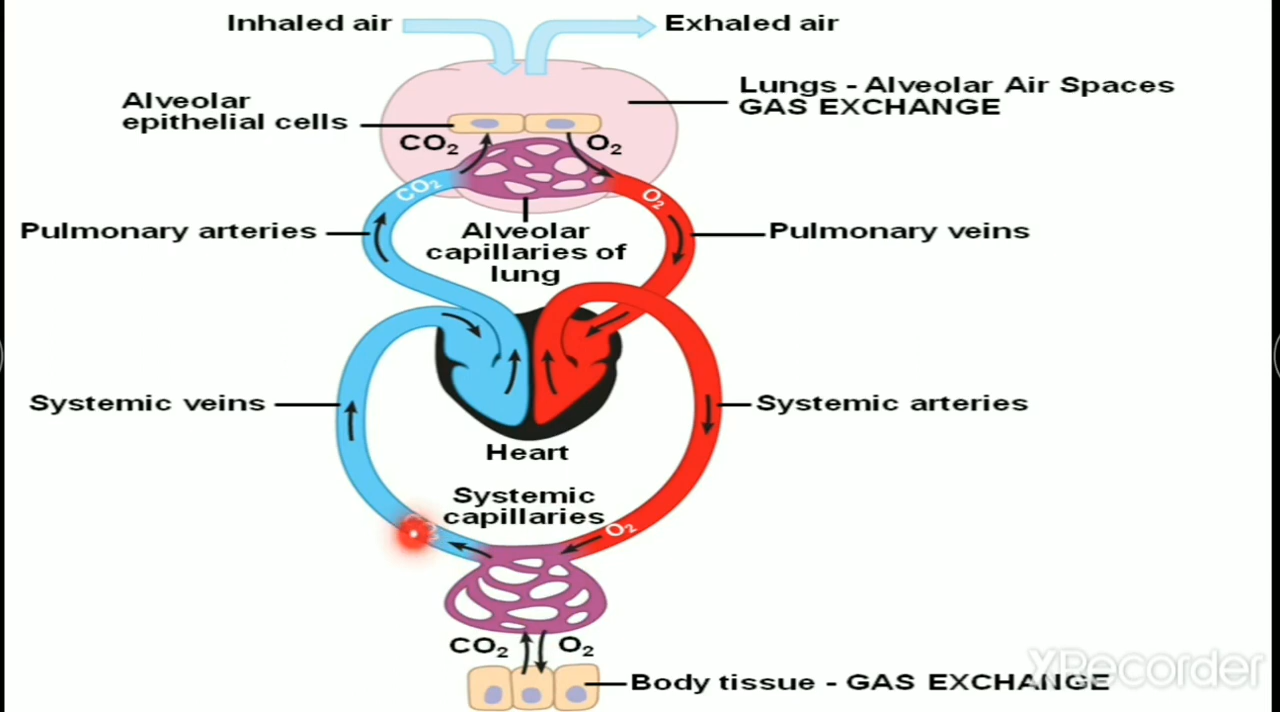 Inhaled air
Exhaled air
Lungs - Alveolar Air Spaces
GAS EXCHANGE
Alveolar
epithelial cells
CO₂
O₂
CO₂
O₂
Pulmonary arteries
Alveolar
capillaries of
lung
Pulmonary veins
Systemic veins
Systemic arteries
Heart
Systemic
capillaries
O₂
CO₂
O₂
Body tissue - GAS EXCHANGE
XRecorder